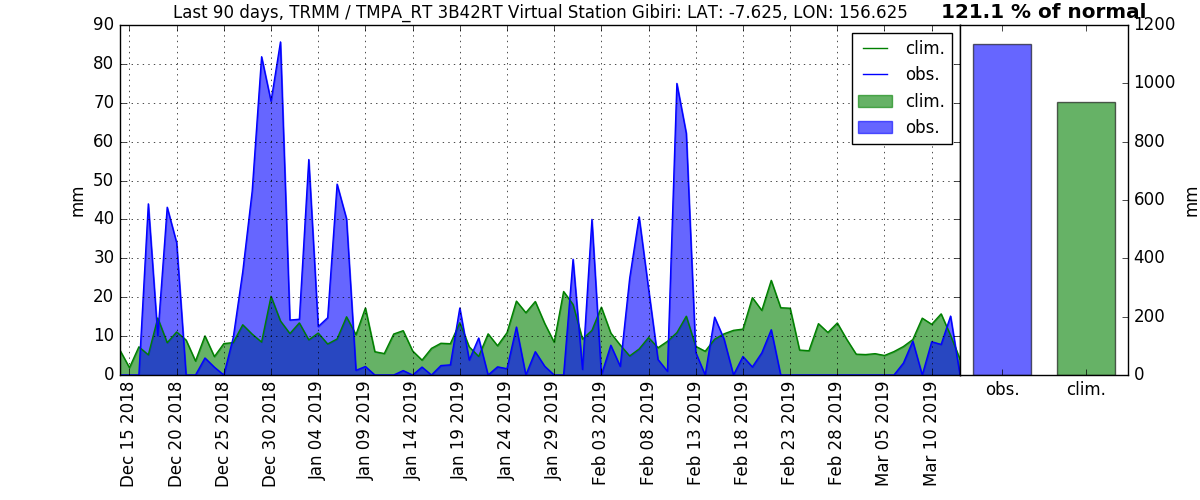 Last 90 days, TRMM / TMPA_RT 3B42RT Virtual Station Gibiri: LAT: -7.625, LON: 156.625
121.1 % of normal
90
80
70
60
50
40
30
20
10
0
mm
clim.
obs.
clim.
obs.
1200
1000
800
600
400
200
0
mm
obs.
clim.
Dec 15 2018
Dec 20 2018
Dec 25 2018
Dec 30 2018
Jan 04 2019
Jan 09 2019
Jan 14 2019
Jan 19 2019
Jan 24 2019
Jan 29 2019
Feb 03 2019
Feb 08 2019
Feb 13 2019
Feb 18 2019
Feb 23 2019
Feb 28 2019
Mar 05 2019
Mar 10 2019